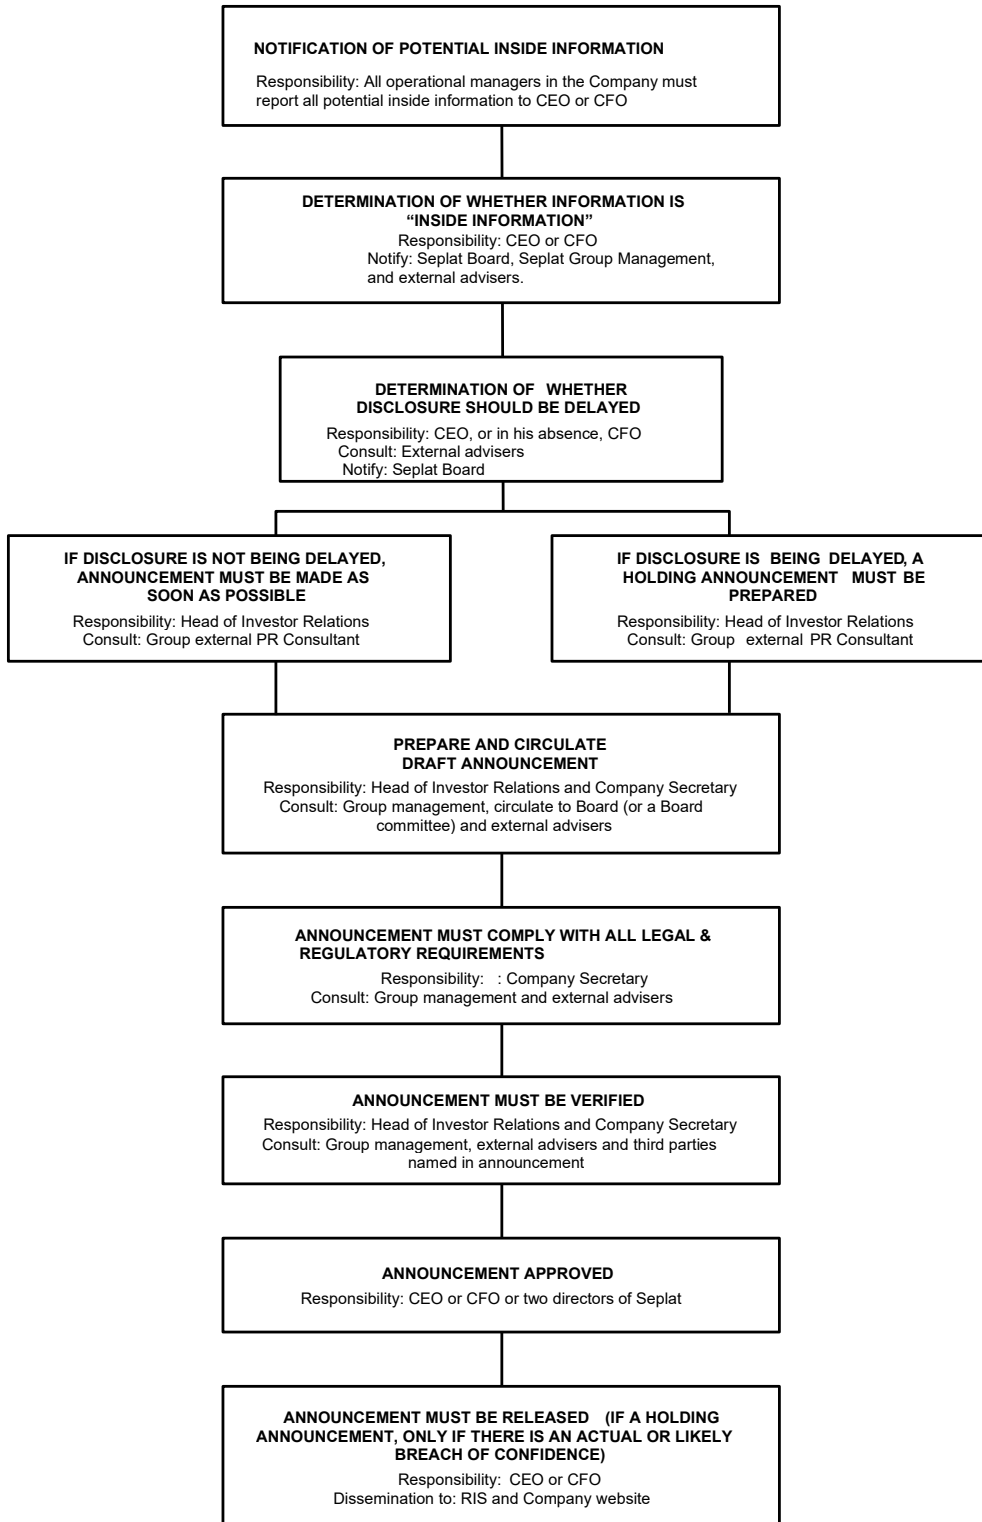 NOTIFICATION OF POTENTIAL INSIDE INFORMATION
Responsibility: All operational managers in the Company must
report all potential inside information to CEO or CFO
DETERMINATION OF WHETHER INFORMATION IS
“INSIDE INFORMATION”
Responsibility: CEO or CFO
Notify: Seplat Board, Seplat Group Management,
and external advisers.
DETERMINATION OF WHETHER
DISCLOSURE SHOULD BE DELAYED
Responsibility: CEO, or in his absence, CFO
Consult: External advisers
Notify: Seplat Board
IF DISCLOSURE IS NOT BEING DELAYED,
ANNOUNCEMENT MUST BE MADE AS
SOON AS POSSIBLE
Responsibility: Head of Investor Relations
Consult: Group external PR Consultant
IF DISCLOSURE IS BEING DELAYED, A
HOLDING ANNOUNCEMENT MUST BE
PREPARED
Responsibility: Head of Investor Relations
Consult: Group external PR Consultant
PREPARE AND CIRCULATE
DRAFT ANNOUNCEMENT
Responsibility: Head of Investor Relations and Company Secretary
Consult: Group management, circulate to Board (or a Board
committee) and external advisers
ANNOUNCEMENT MUST COMPLY WITH ALL LEGAL &
REGULATORY REQUIREMENTS
Responsibility: : Company Secretary
Consult: Group management and external advisers
ANNOUNCEMENT MUST BE VERIFIED
Responsibility: Head of Investor Relations and Company Secretary
Consult: Group management, external advisers and third parties
named in announcement
ANNOUNCEMENT APPROVED
Responsibility: CEO or CFO or two directors of Seplat
ANNOUNCEMENT MUST BE RELEASED (IF A HOLDING
ANNOUNCEMENT, ONLY IF THERE IS AN ACTUAL OR LIKELY
BREACH OF CONFIDENCE)
Responsibility: CEO or CFO
Dissemination to: RIS and Company website